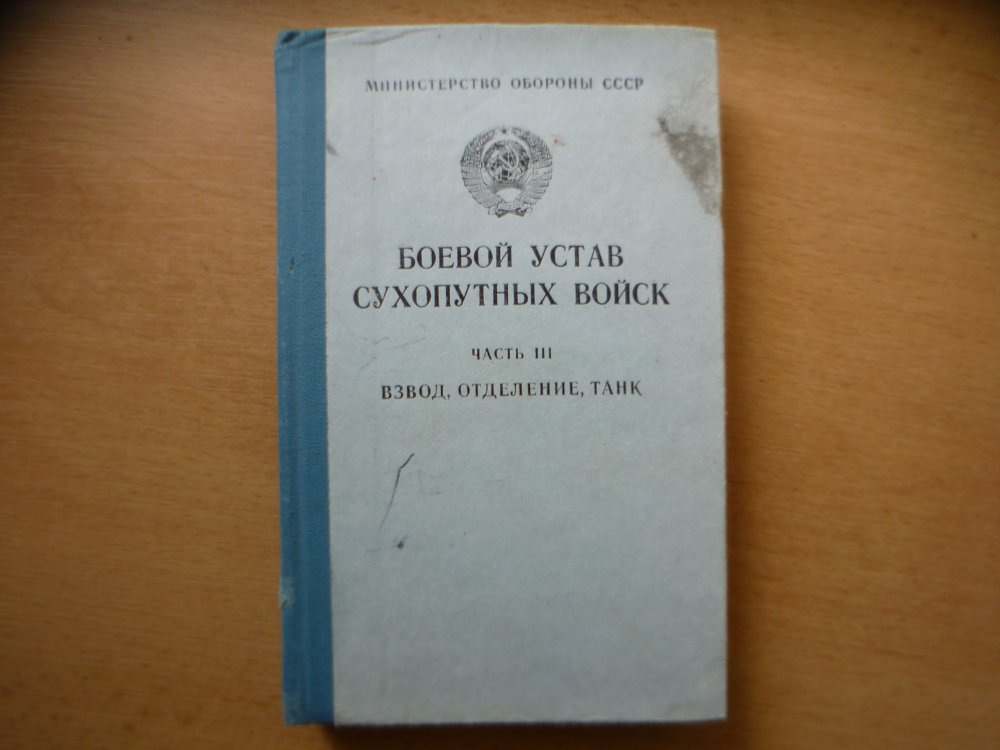 МИНИСТЕРСТВО ОБОРОНЫ СССР
БОЕВОЙ УСТАВ
СУХОПУТНЫХ ВОЙСК
ЧАСТЬ III
ВЗВОД, ОТДЕЛЕНИЕ, ТАНК